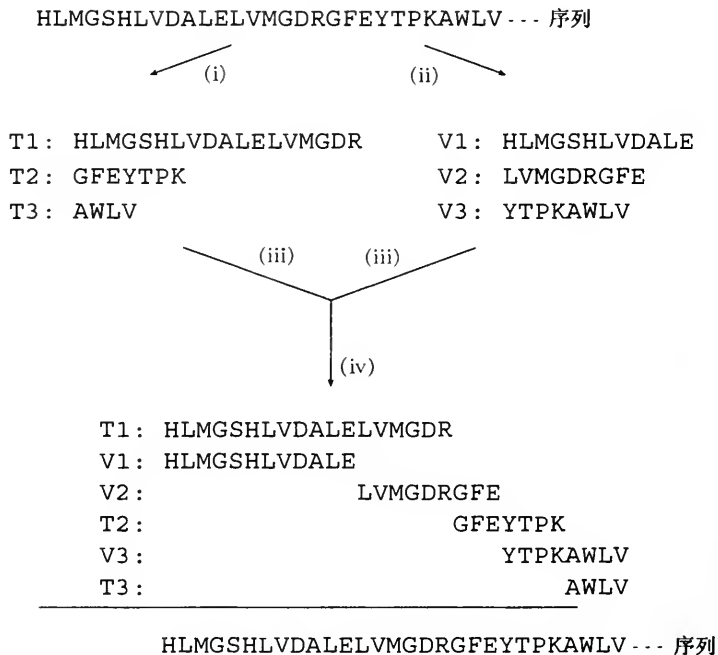 HLMGSHLVDALELVMGDRGFEYTPKAWLV--- 序列
(i) (ii)
T1: HLMGSHLVDALELVMGDR V1: HLMGSHLVDALE
T2: GFEYTPK V2: LVMGDRGFE
T3: AWLV V3: YTPKAWLV
(iii) (iii)
(iv)
T1: HLMGSHLVDALELVMGDR
V1: HLMGSHLVDALE
V2: LVMGDRGFE
T2: GFEYTPK
V3: YTPKAWLV
T3: AWLV
HLMGSHLVDALELVMGDRGFEYTPKAWLV--- 序列